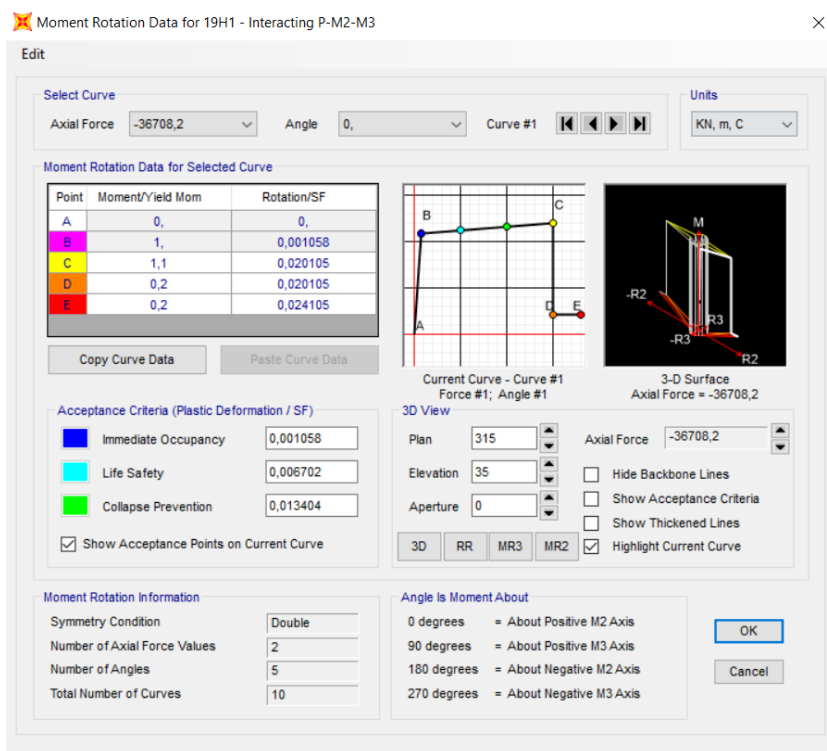 Moment Rotation Data for 19H1 - Interacting P-M2-M3
Edit
Select Curve
Axial Force -36708,2 Angle 0, Curve #1
Units
KN, m, C
Moment Rotation Data for Selected Curve
Point Moment/Yield Mom Rotation/SF
A 0, 0,
B 1, 0,001058
C 1,1 0,020105
D 0,2 0,020105
E 0,2 0,024105
Copy Curve Data Paste Curve Data
B
C
D E
A
Current Curve - Curve #1
Force #1; Angle #1
M
-R2
R3
-R3
R2
3-D Surface
Axial Force = -36708,2
Acceptance Criteria (Plastic Deformation / SF)
Immediate Occupancy 0,001058
Life Safety 0,006702
Collapse Prevention 0,013404
Show Acceptance Points on Current Curve
3D View
Plan 315
Elevation 35
Aperture 0
3D RR MR3 MR2
Axial Force -36708,2
Hide Backbone Lines
Show Acceptance Criteria
Show Thickened Lines
Highlight Current Curve
Moment Rotation Information
Symmetry Condition Double
Number of Axial Force Values 2
Number of Angles 5
Total Number of Curves 10
Angle Is Moment About
0 degrees = About Positive M2 Axis
90 degrees = About Positive M3 Axis
180 degrees = About Negative M2 Axis
270 degrees = About Negative M3 Axis
OK
Cancel